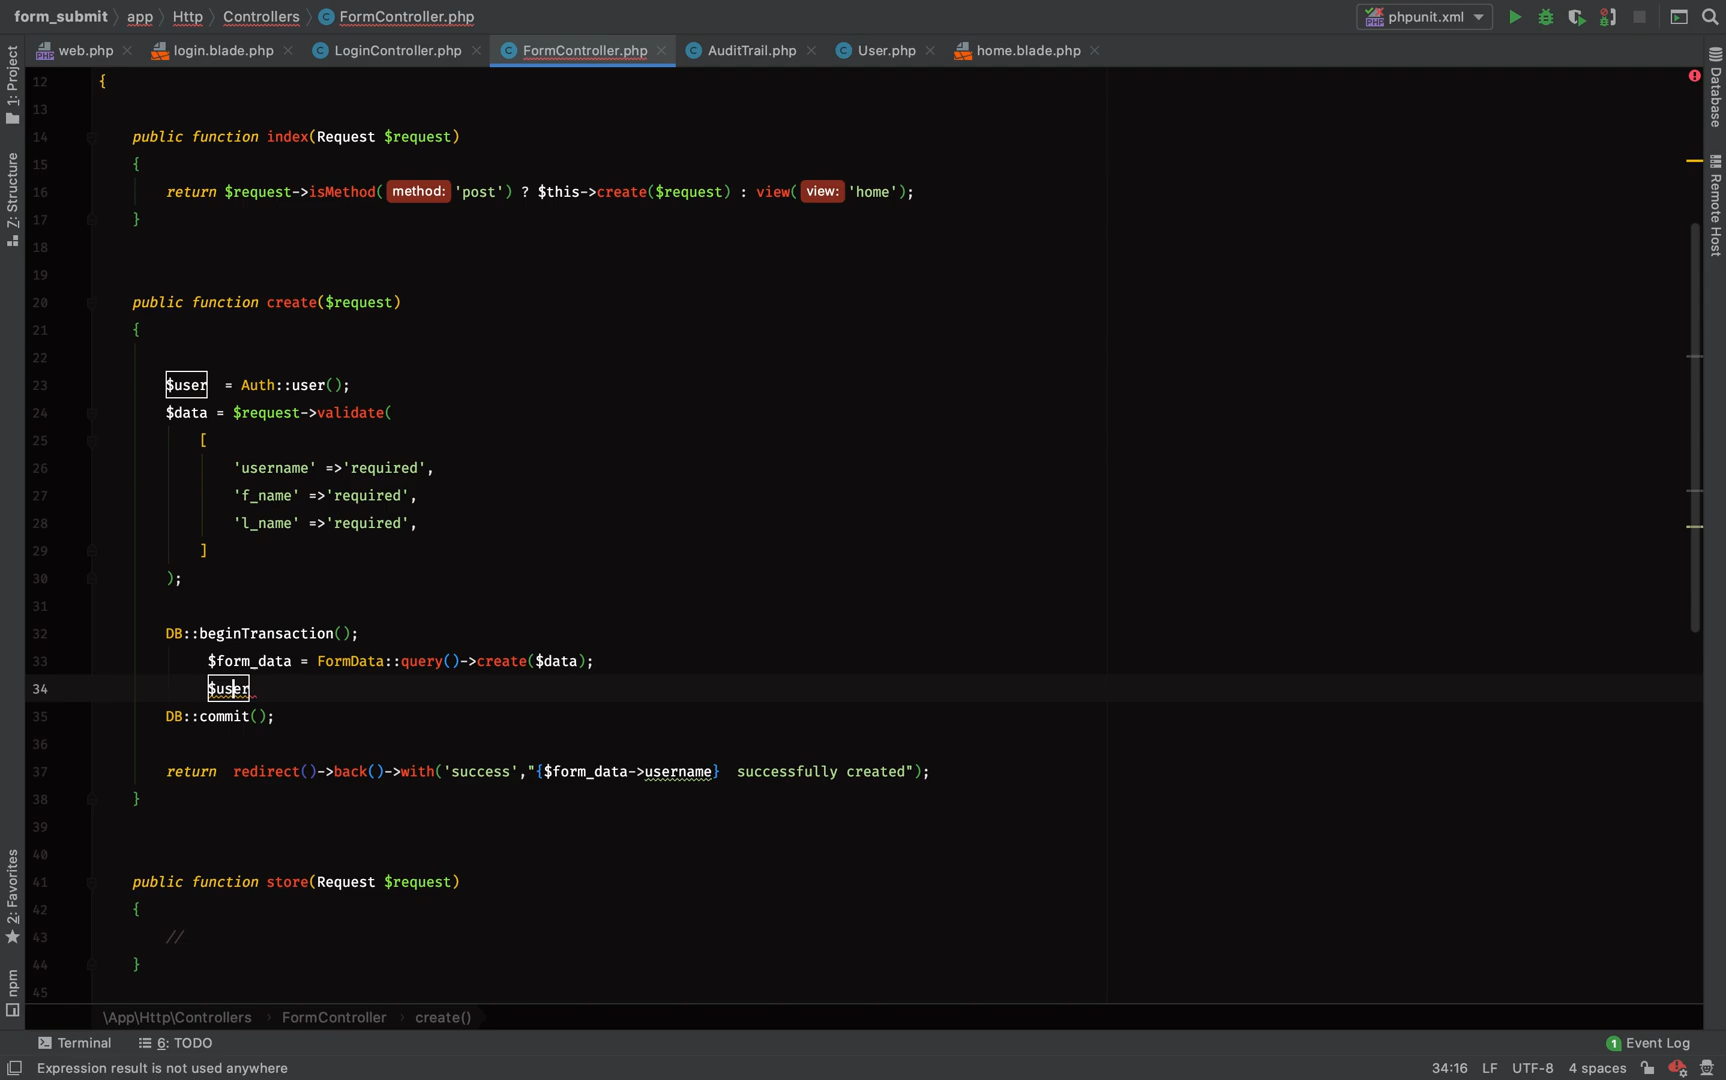 form_submit app Http Controllers FormController.php phpunit.xml
web.php login.blade.php LoginController.php FormController.php AuditTrail.php User.php home.blade.php
1: Project
Z: Structure
2: Favorites
npm
Database
Remote Host
12 {
13
14 public function index(Request $request)
15 {
16 return $request->isMethod( method: 'post') ? $this->create($request) : view( view: 'home');
17 }
18
19
20 public function create($request)
21 {
22
23 $user = Auth::user();
24 $data = $request->validate(
25 [
26 'username' =>'required',
27 'f_name' =>'required',
28 'l_name' =>'required',
29 ]
30 );
31
32 DB::beginTransaction();
33 $form_data = FormData::query()->create($data);
34 $user
35 DB::commit();
36
37 return redirect()->back()->with('success',"{$form_data->username} successfully created");
38 }
39
40
41 public function store(Request $request)
42 {
43 //
44 }
45
\App\Http\Controllers FormController create()
Terminal 6: TODO 1 Event Log
Expression result is not used anywhere 34:16 LF UTF-8 4 spaces